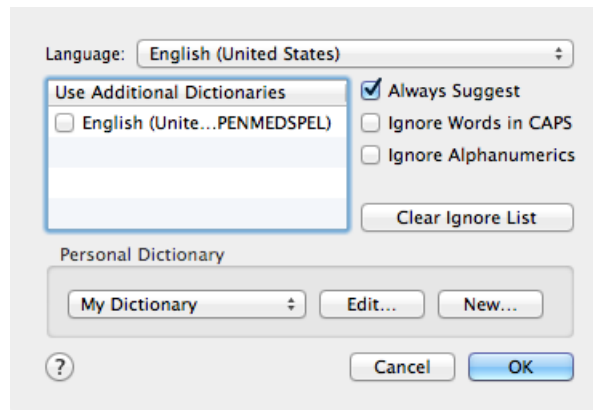 Language: English (United States)
Use Additional Dictionaries
English (Unite...PENMEDSPEL)
Always Suggest
Ignore Words in CAPS
Ignore Alphanumerics
Clear Ignore List
Personal Dictionary
My Dictionary Edit... New...
? Cancel OK